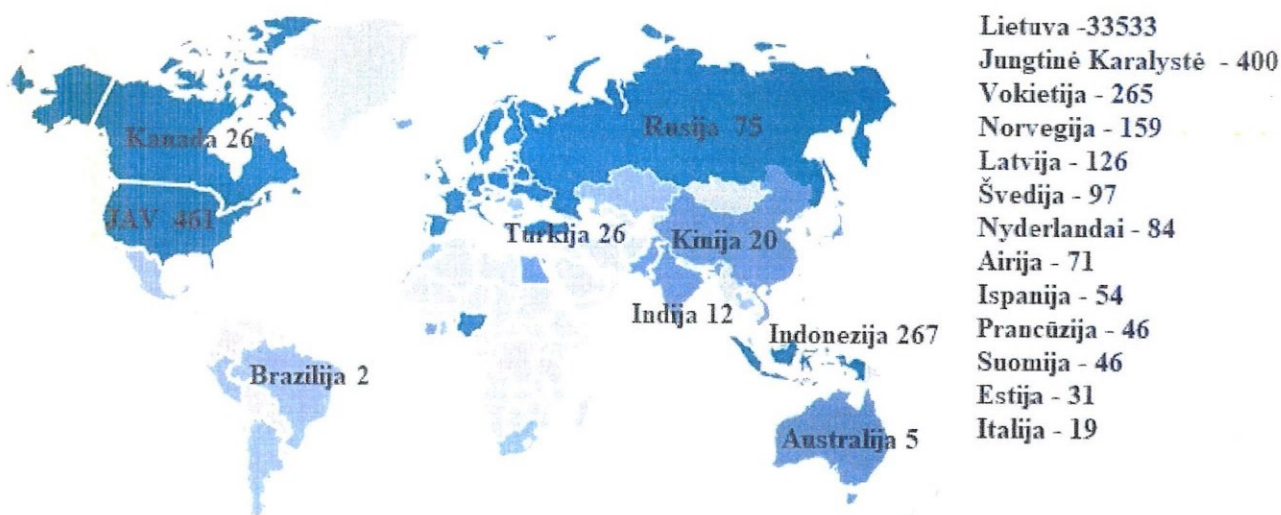 Kanada 26
JAV 461
Brazilija 2
Rusija 75
Turkija 26
Kinija 20
Indija 12
Indonezija 267
Australija 5
Lietuva -33533
Jungtinė Karalystė - 400
Vokietija - 265
Norvegija - 159
Latvija - 126
Švedija - 97
Nyderlandai - 84
Airija - 71
Ispanija - 54
Prancūzija - 46
Suomija - 46
Estija - 31
Italija - 19